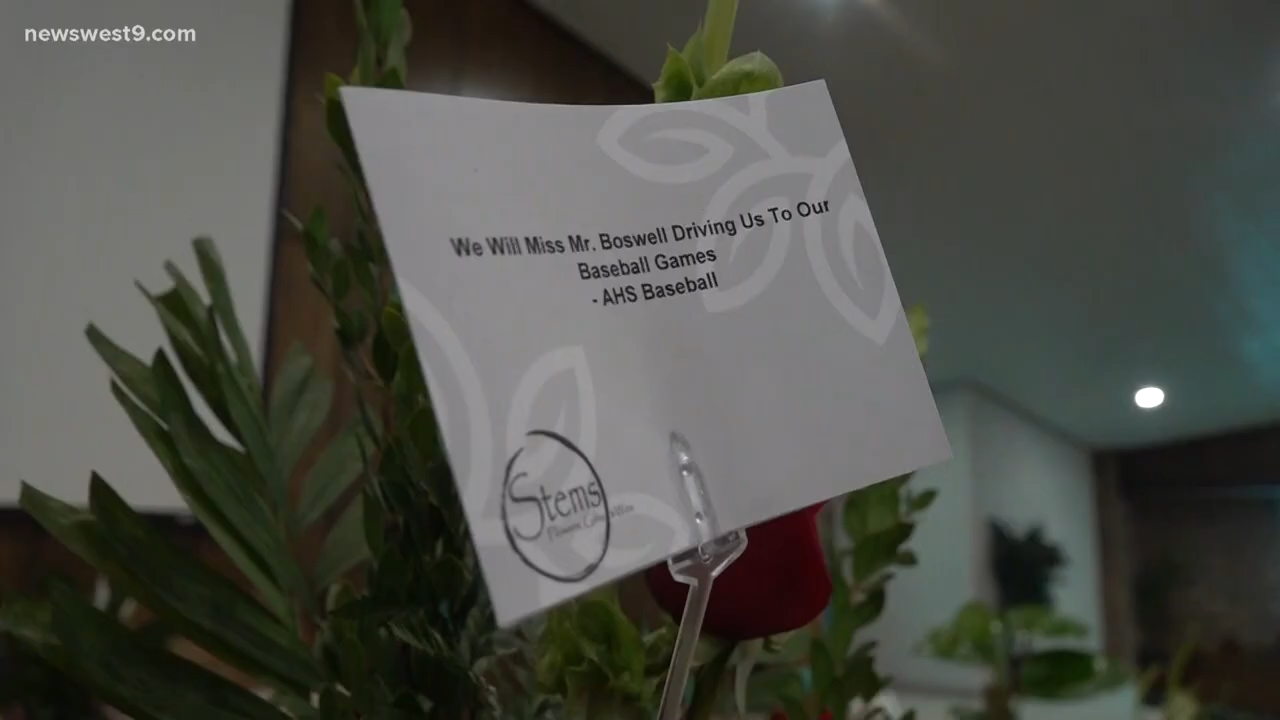 newswest9.com
We Will Miss Mr. Boswell Driving Us To Our
Baseball Games
- AHS Baseball
Stems